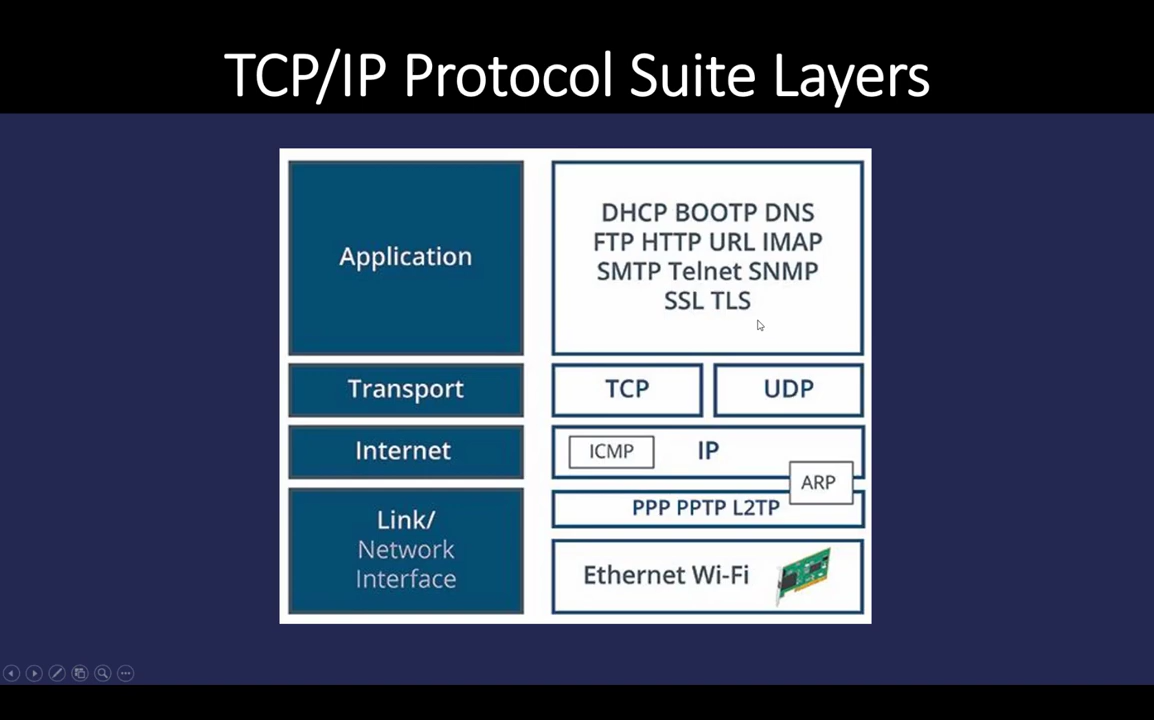 TCP/IP Protocol Suite Layers
Application
DHCP BOOTP DNS
FTP HTTP URL IMAP
SMTP Telnet SNMP
SSL TLS
Transport
TCP
UDP
Internet
ICMP
IP
ARP
Link/
Network
Interface
PPP PPTP L2TP
Ethernet Wi-Fi